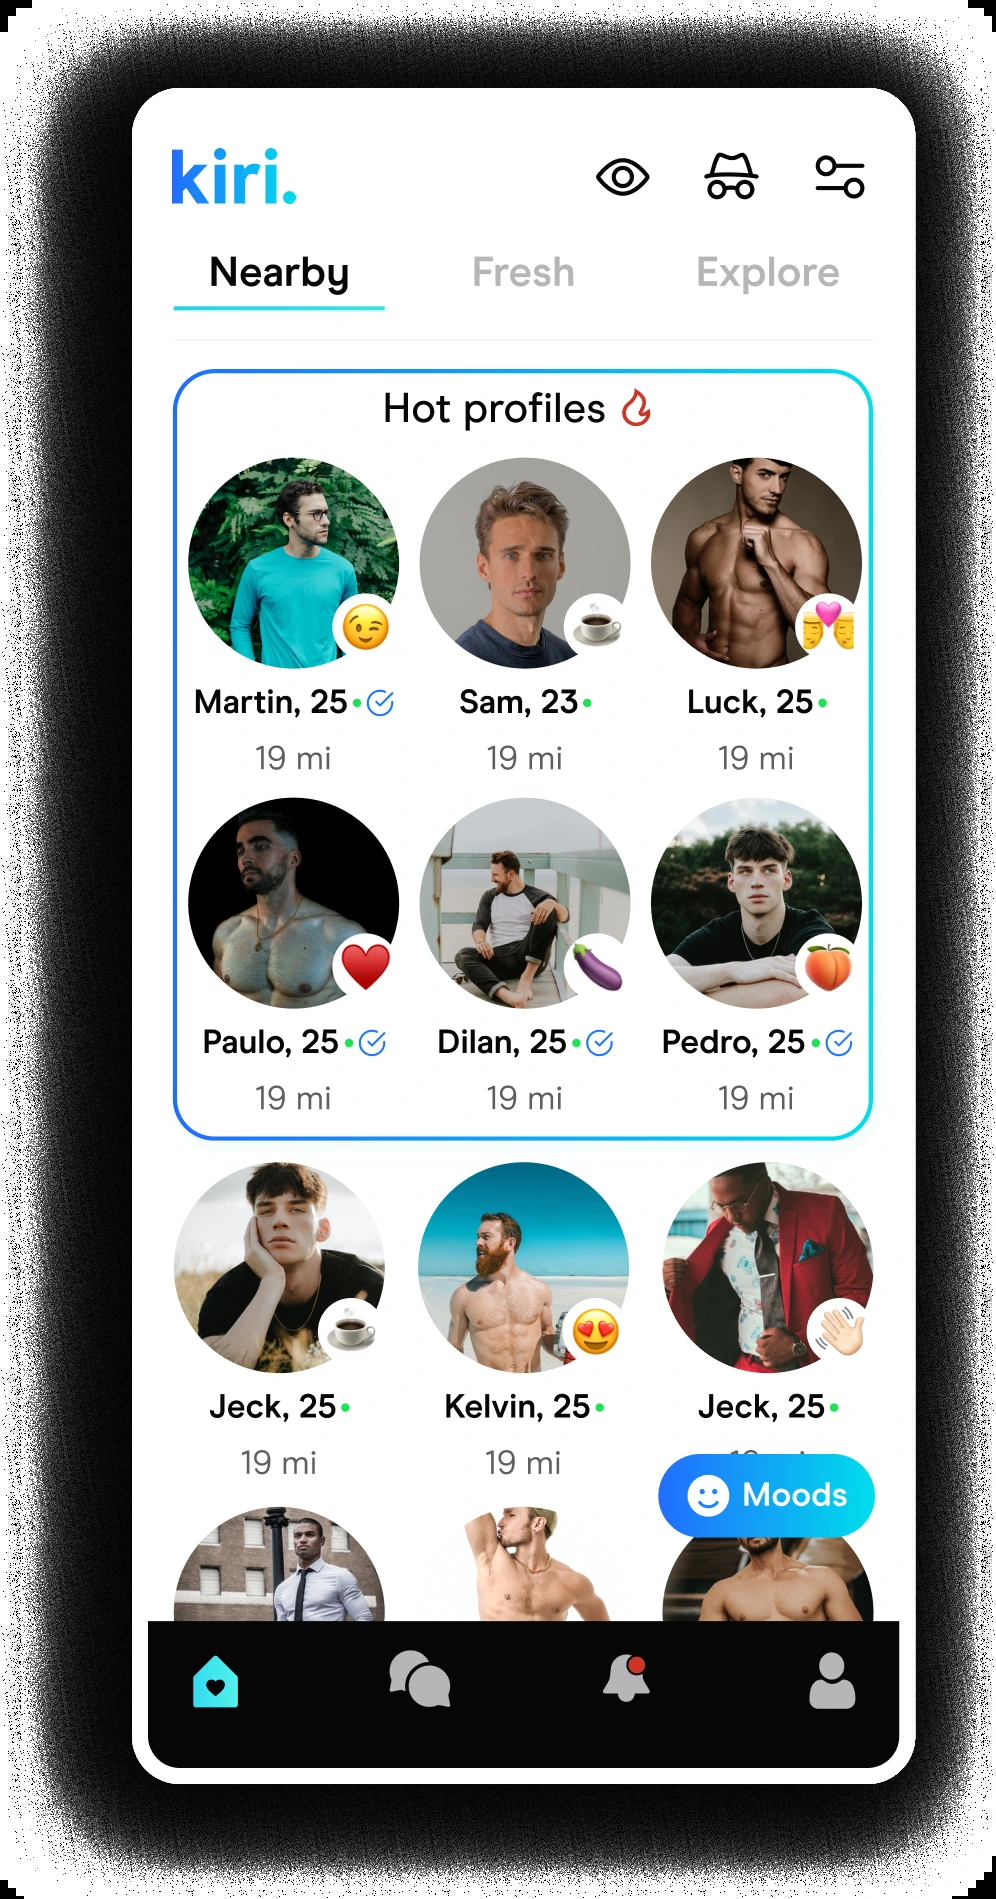 kiri.
Nearby Fresh Explore
Hot profiles
Martin, 25 Sam, 23 Luck, 25
19 mi 19 mi 19 mi
Paulo, 25 Dilan, 25 Pedro, 25
19 mi 19 mi 19 mi
Jeck, 25 Kelvin, 25 Jeck, 25
19 mi 19 mi
Moods